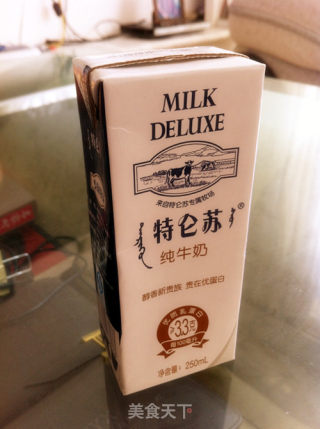 MILK
DELUXE
来自特仑苏专属牧场
特仑苏®
纯牛奶
醇香新贵族 贵在优蛋白
优质乳蛋白
≥3.3克
每100毫升
净含量: 250mL
美食天下